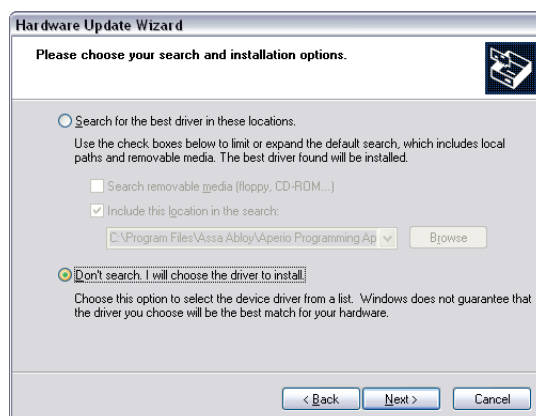 Hardware Update Wizard
Please choose your search and installation options.
Search for the best driver in these locations.
Use the check boxes below to limit or expand the default search, which includes local
paths and removable media. The best driver found will be installed.
Search removable media (floppy, CD-ROM...)
Include this location in the search:
C:\Program Files\Assa Abloy\Aperio Programming Ap
Browse
Don't search. I will choose the driver to install.
Choose this option to select the device driver from a list. Windows does not guarantee that
the driver you choose will be the best match for your hardware.
< Back Next > Cancel